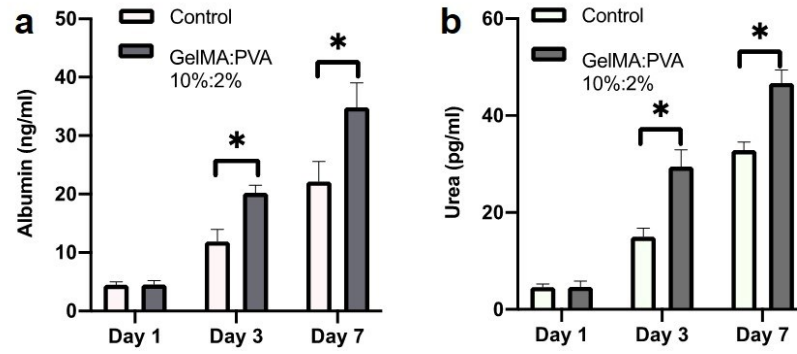 a
Control
GelMA:PVA
10%:2%
Albumin (ng/ml)
50
40
30
20
10
0
*
*
Day 1
Day 3
Day 7
b
Control
GelMA:PVA
10%:2%
Urea (pg/ml)
60
40
20
0
*
*
Day 1
Day 3
Day 7